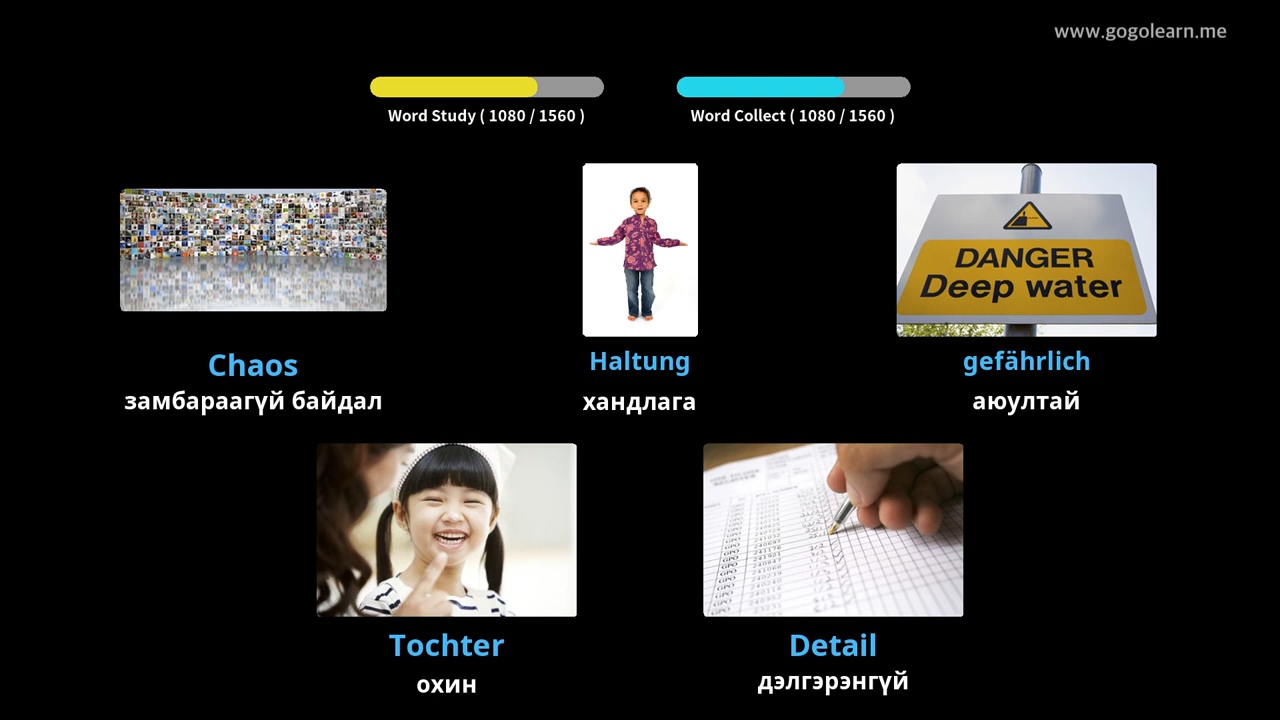 www.gogolearn.me
Word Study ( 1080 / 1560 )
Word Collect ( 1080 / 1560 )
DANGER
Deep water
Chaos
замбараагүй байдал
Haltung
хандлага
gefährlich
аюултай
Tochter
охин
Detail
дэлгэрэнгүй